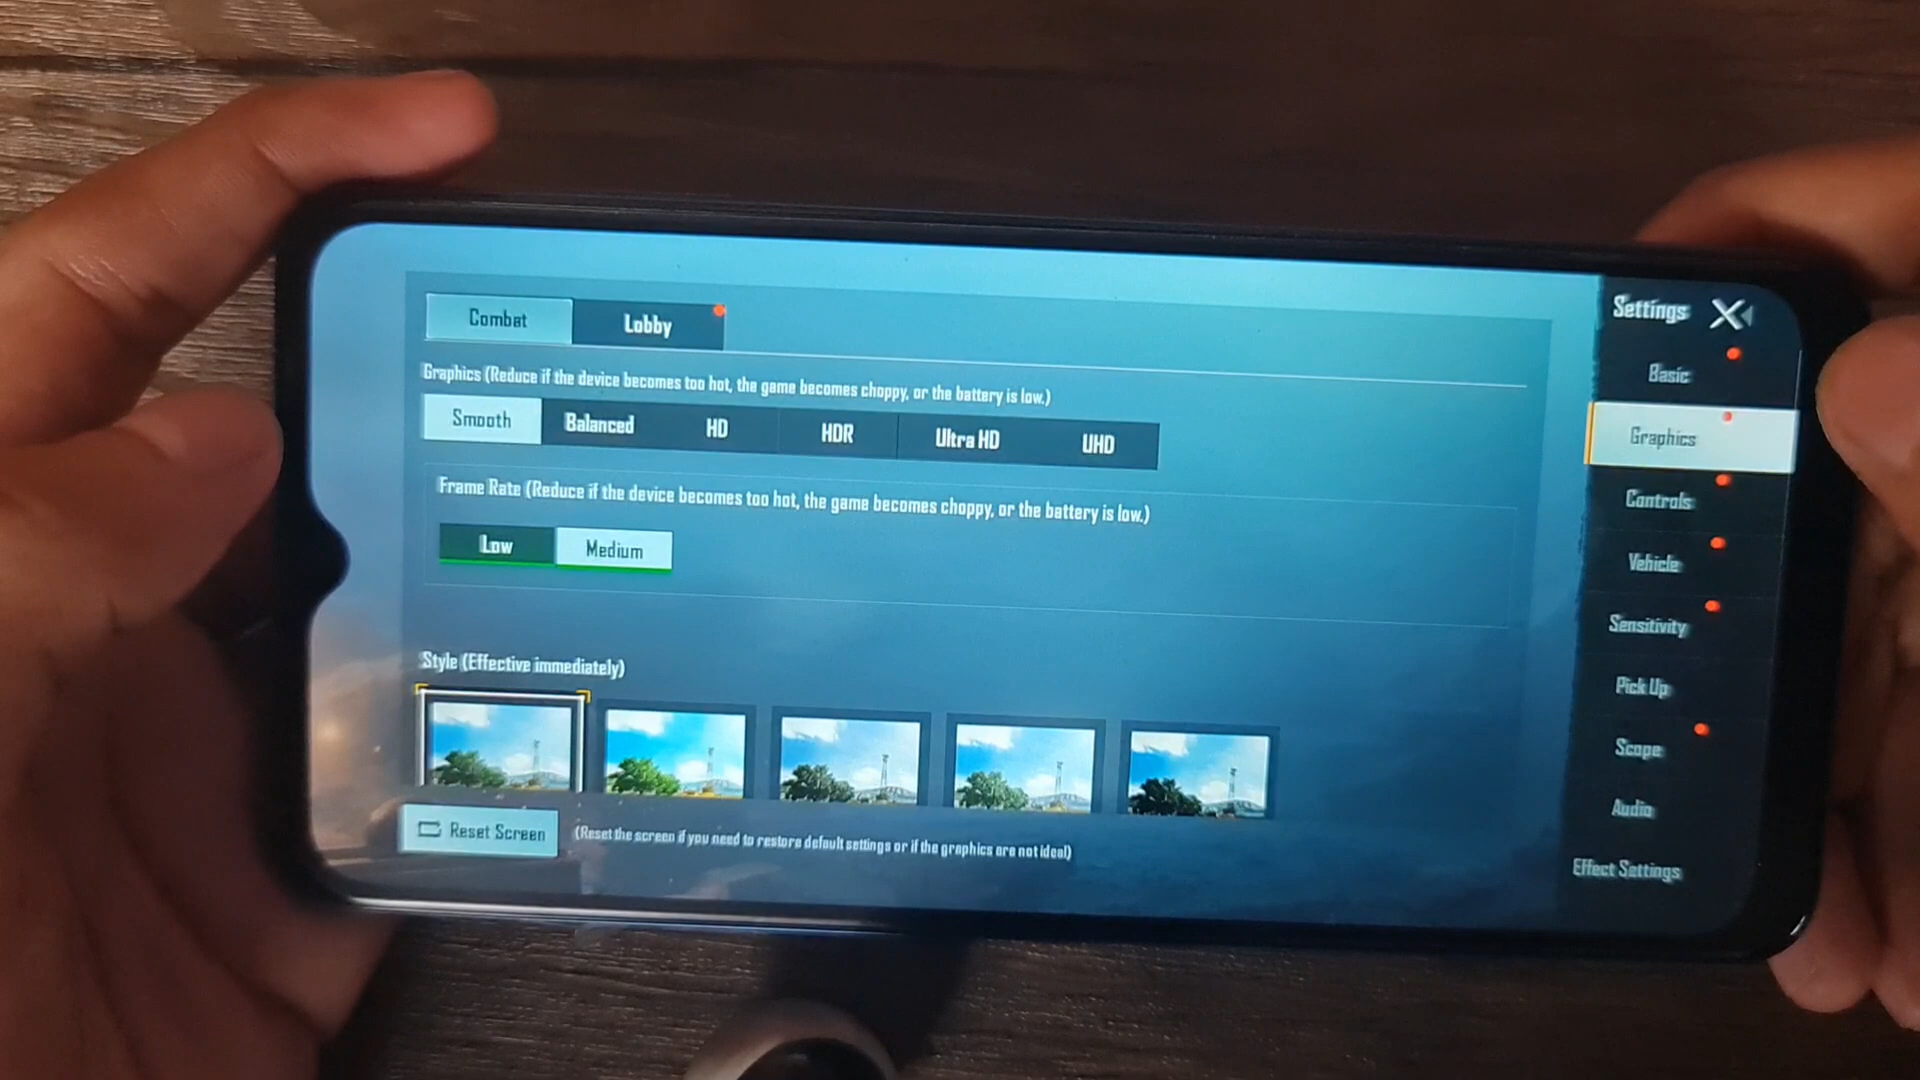 Combat
Lobby
Graphics (Reduce if the device becomes too hot, the game becomes choppy, or the battery is low.)
Smooth
Balanced
HD
HDR
Ultra HD
UHD
Frame Rate (Reduce if the device becomes too hot, the game becomes choppy, or the battery is low.)
Low
Medium
Style (Effective immediately)
Reset Screen
(Reset the screen if you need to restore default settings or if the graphics are not ideal)
Settings
Basic
Graphics
Controls
Vehicle
Sensitivity
Pick Up
Scope
Audio
Effect Settings